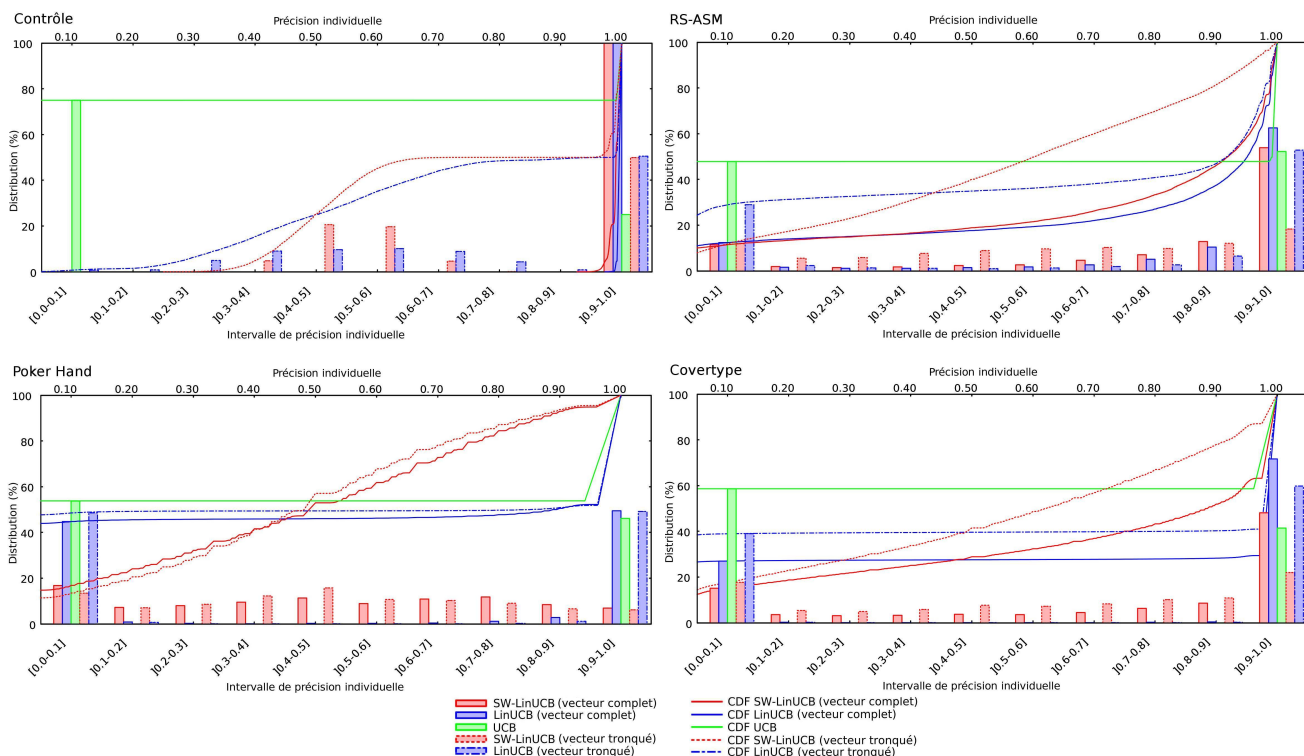 Contrôle
Précision individuelle
0.10 0.20 0.30 0.40 0.50 0.60 0.70 0.80 0.90 1.00
Distribution (%)
100
80
60
40
20
0
[0.0-0.1] ]0.1-0.2] ]0.2-0.3] ]0.3-0.4] ]0.4-0.5] ]0.5-0.6] ]0.6-0.7] ]0.7-0.8] ]0.8-0.9] ]0.9-1.0]
Intervalle de précision individuelle
RS-ASM
Précision individuelle
0.10 0.20 0.30 0.40 0.50 0.60 0.70 0.80 0.90 1.00
Distribution (%)
100
80
60
40
20
0
[0.0-0.1] ]0.1-0.2] ]0.2-0.3] ]0.3-0.4] ]0.4-0.5] ]0.5-0.6] ]0.6-0.7] ]0.7-0.8] ]0.8-0.9] ]0.9-1.0]
Intervalle de précision individuelle
Poker Hand
Précision individuelle
0.10 0.20 0.30 0.40 0.50 0.60 0.70 0.80 0.90 1.00
Distribution (%)
100
80
60
40
20
0
[0.0-0.1] ]0.1-0.2] ]0.2-0.3] ]0.3-0.4] ]0.4-0.5] ]0.5-0.6] ]0.6-0.7] ]0.7-0.8] ]0.8-0.9] ]0.9-1.0]
Intervalle de précision individuelle
Covertype
Précision individuelle
0.10 0.20 0.30 0.40 0.50 0.60 0.70 0.80 0.90 1.00
Distribution (%)
100
80
60
40
20
0
[0.0-0.1] ]0.1-0.2] ]0.2-0.3] ]0.3-0.4] ]0.4-0.5] ]0.5-0.6] ]0.6-0.7] ]0.7-0.8] ]0.8-0.9] ]0.9-1.0]
Intervalle de précision individuelle
SW-LinUCB (vecteur complet)
LinUCB (vecteur complet)
UCB
SW-LinUCB (vecteur tronqué)
LinUCB (vecteur tronqué)
CDF SW-LinUCB (vecteur complet)
CDF LinUCB (vecteur complet)
CDF UCB
CDF SW-LinUCB (vecteur tronqué)
CDF LinUCB (vecteur tronqué)